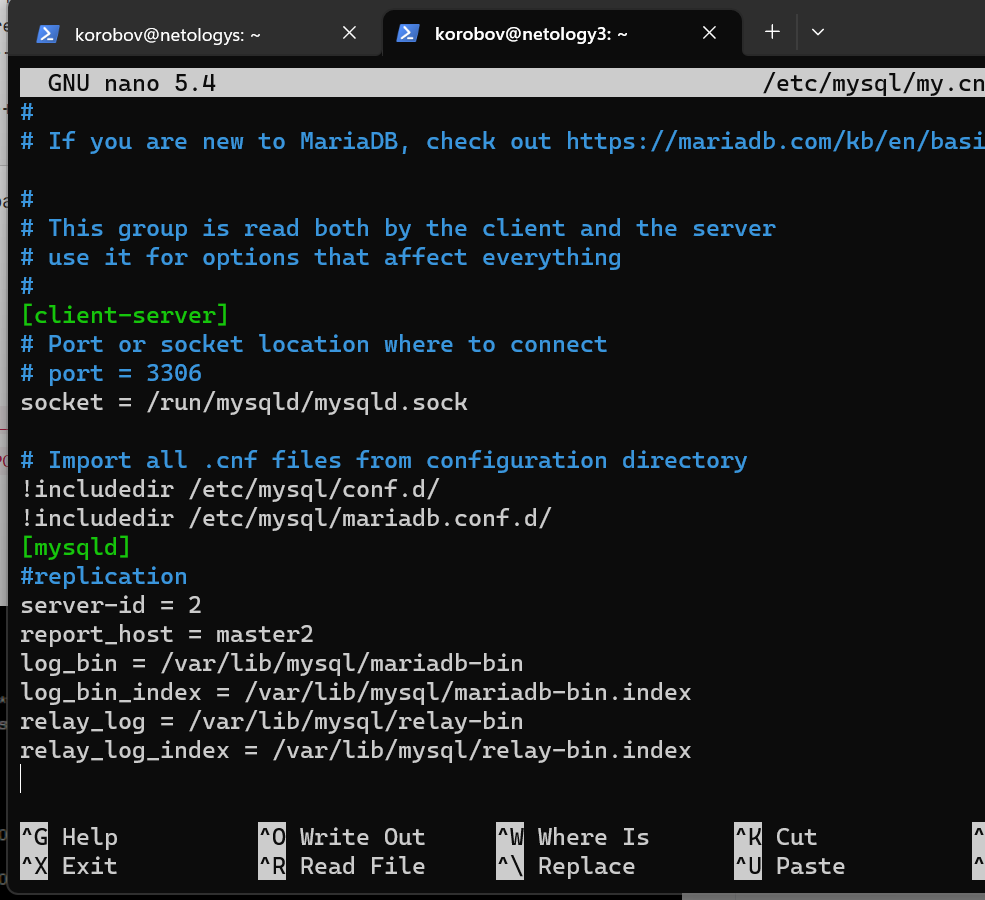 korobov@netologys: ~
korobov@netology3: ~
GNU nano 5.4 /etc/mysql/my.cn
#
# If you are new to MariaDB, check out https://mariadb.com/kb/en/basi
#
# This group is read both by the client and the server
# use it for options that affect everything
#
[client-server]
# Port or socket location where to connect
# port = 3306
socket = /run/mysqld/mysqld.sock
# Import all .cnf files from configuration directory
!includedir /etc/mysql/conf.d/
!includedir /etc/mysql/mariadb.conf.d/
[mysqld]
#replication
server-id = 2
report_host = master2
log_bin = /var/lib/mysql/mariadb-bin
log_bin_index = /var/lib/mysql/mariadb-bin.index
relay_log = /var/lib/mysql/relay-bin
relay_log_index = /var/lib/mysql/relay-bin.index
^G Help ^O Write Out ^W Where Is ^K Cut
^X Exit ^R Read File ^\ Replace ^U Paste